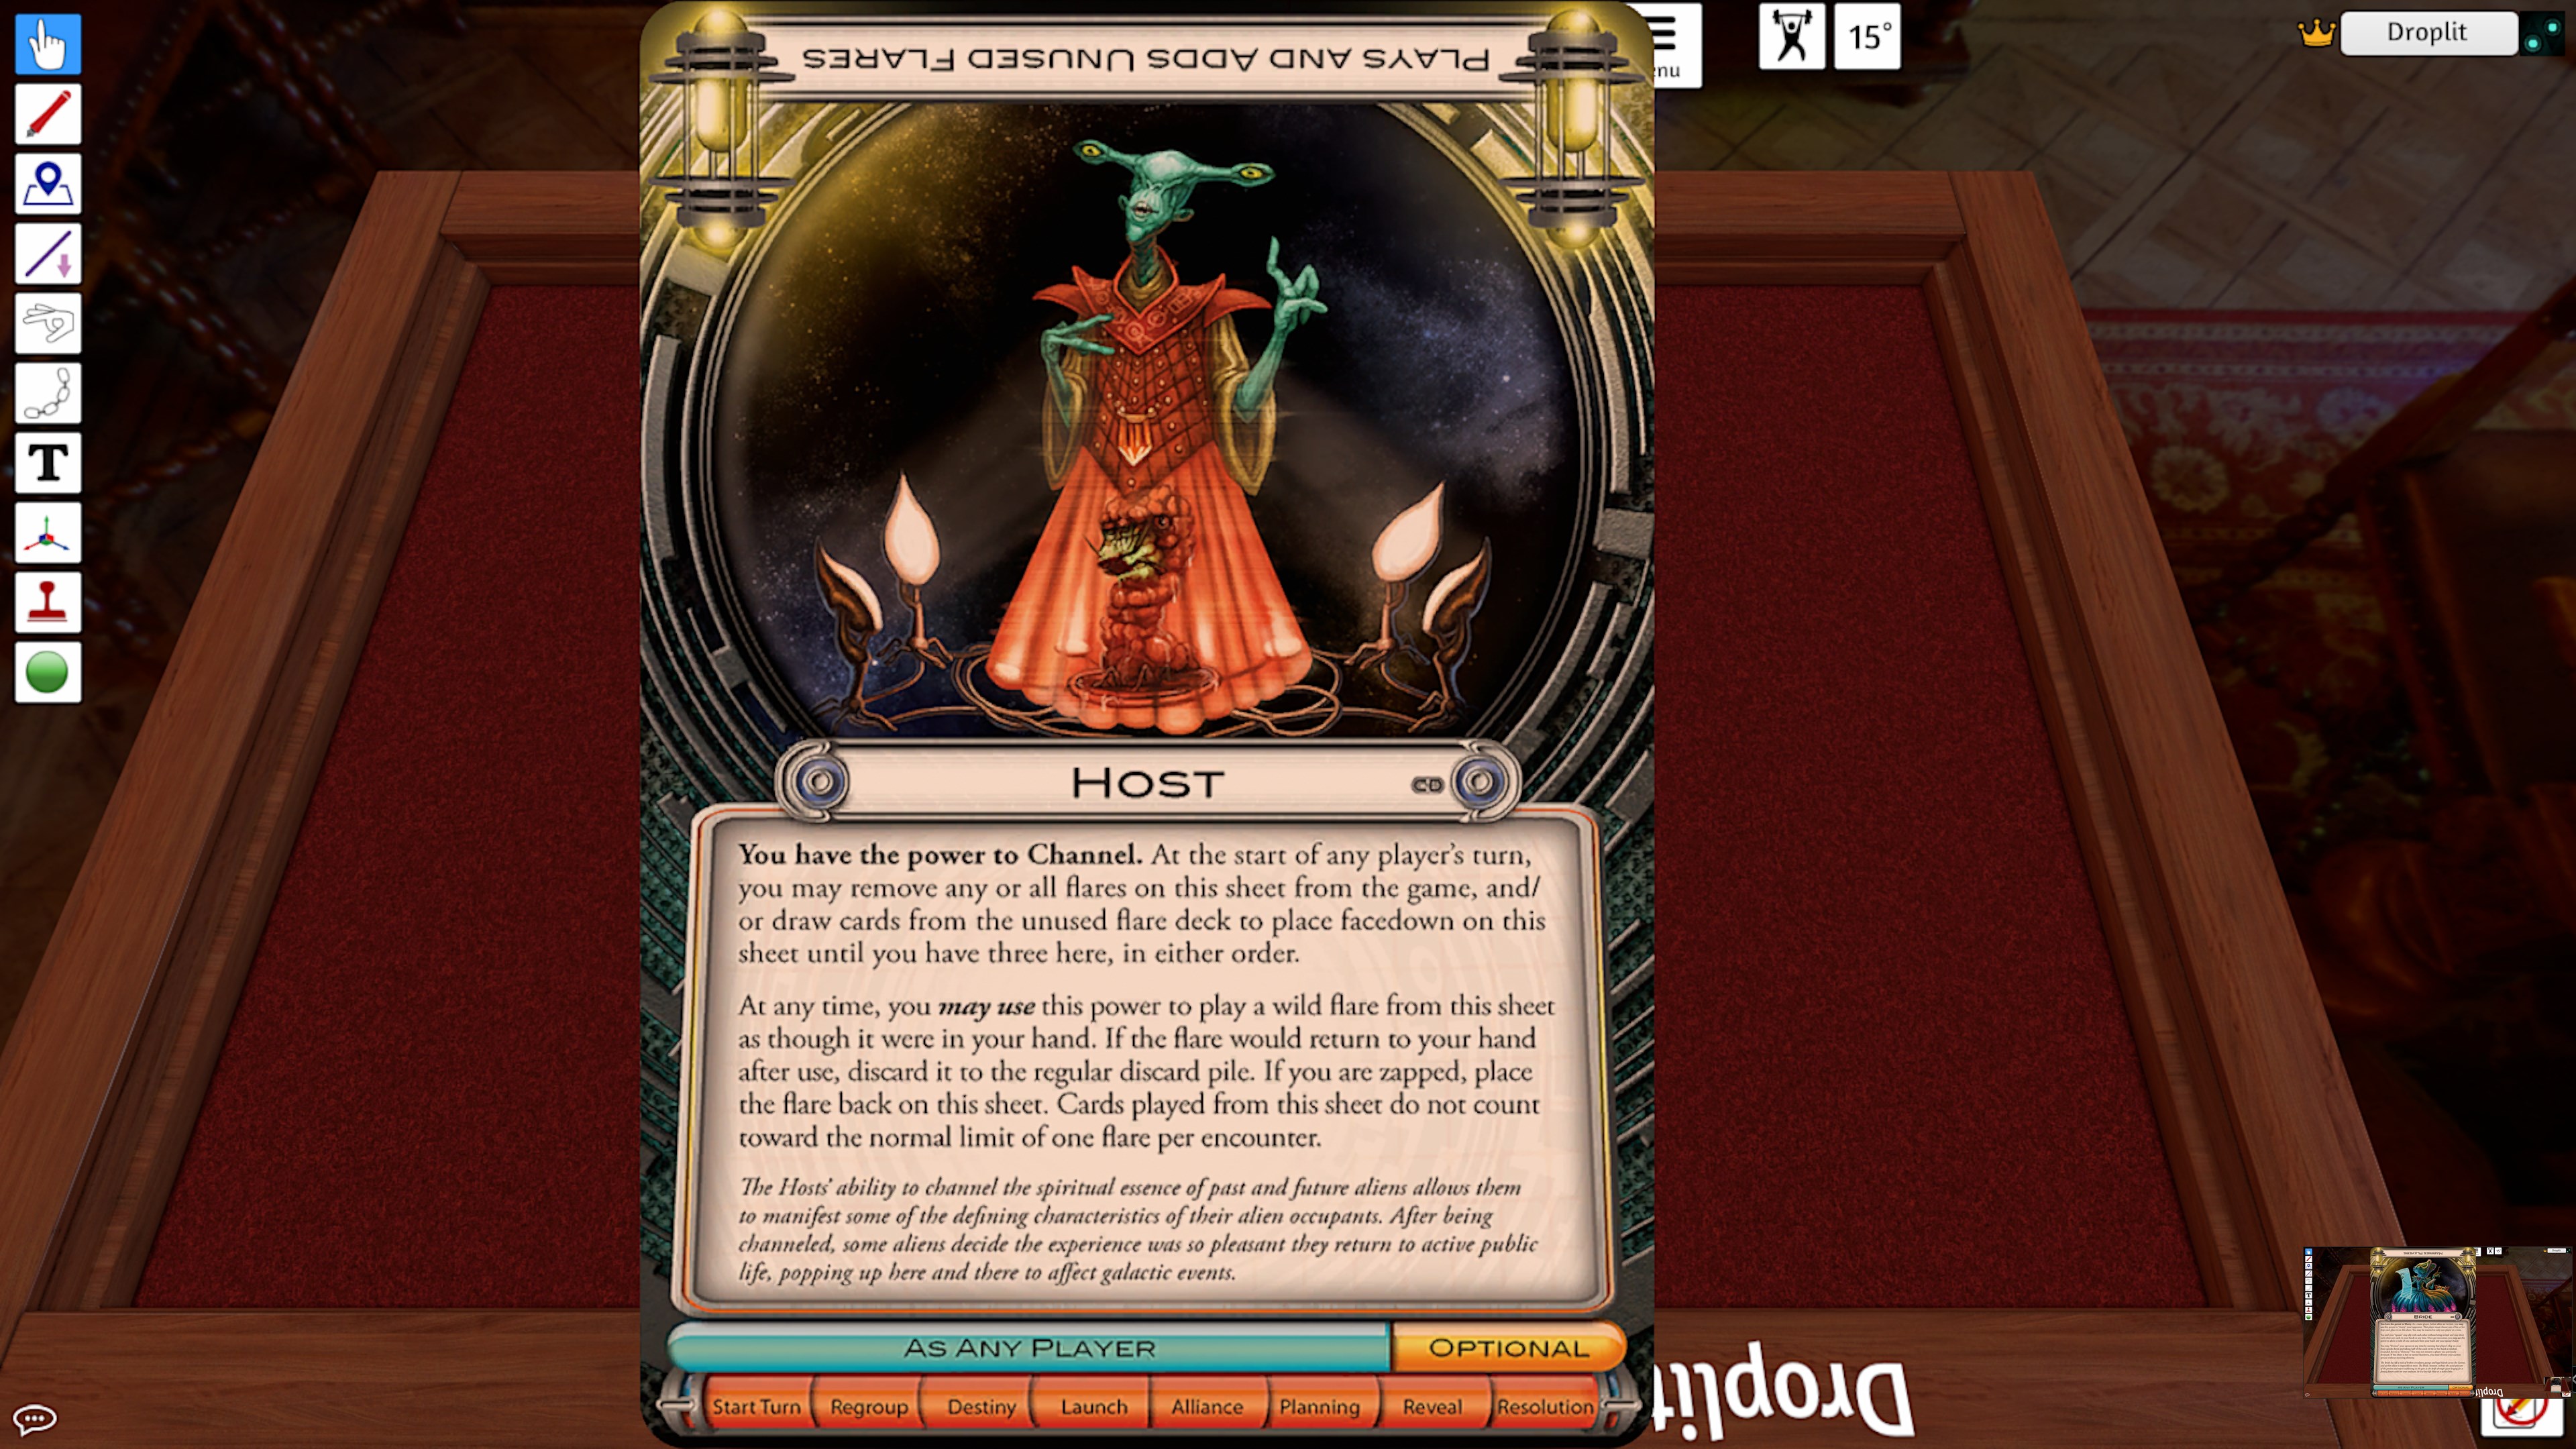 PLAYS AND ADDS UNUSED FLARES
nu
15°
Droplit
T
HOST
CD
You have the power to Channel. At the start of any player's turn,
you may remove any or all flares on this sheet from the game, and/
or draw cards from the unused flare deck to place facedown on this
sheet until you have three here, in either order.
At any time, you may use this power to play a wild flare from this sheet
as though it were in your hand. If the flare would return to your hand
after use, discard it to the regular discard pile. If you are zapped, place
the flare back on this sheet. Cards played from this sheet do not count
toward the normal limit of one flare per encounter.
The Hosts' ability to channel the spiritual essence of past and future aliens allows them
to manifest some of the defining characteristics of their alien occupants. After being
channeled, some aliens decide the experience was so pleasant they return to active public
life, popping up here and there to affect galactic events.
AS ANY PLAYER
OPTIONAL
Start Turn
Regroup
Destiny
Launch
Alliance
Planning
Reveal
Resolution
Droplit
BRIDE
Droplit